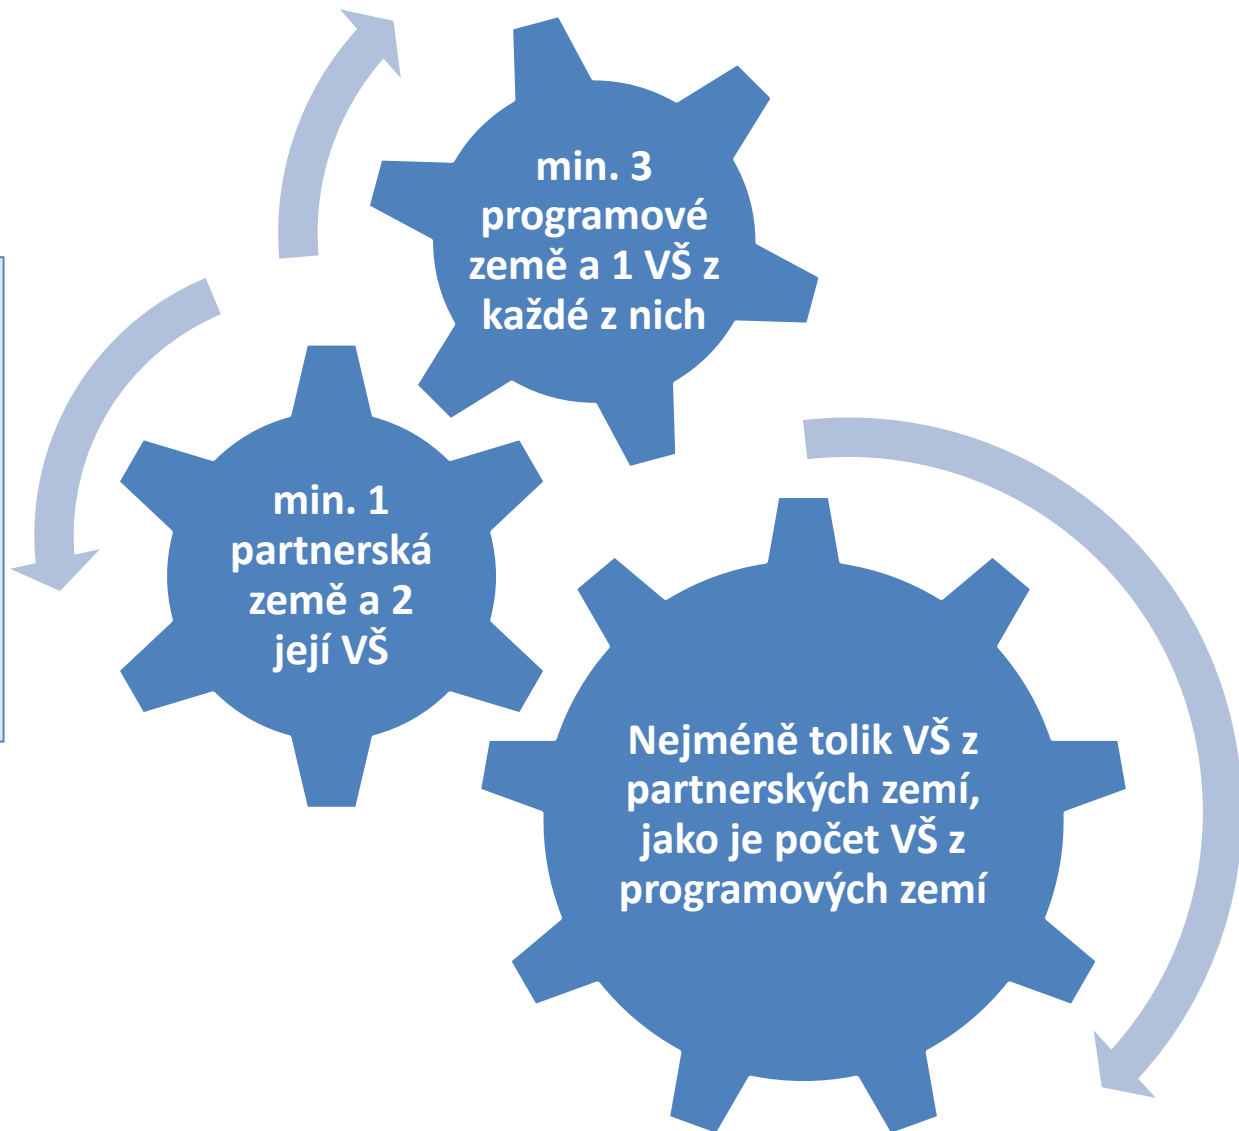 min. 3
programové
země a 1 VŠ z
každé z nich
min. 1
partnerská
země a 2
její VŠ
Nejméně tolik VŠ z
partnerských zemí,
jako je počet VŠ z
programových zemí